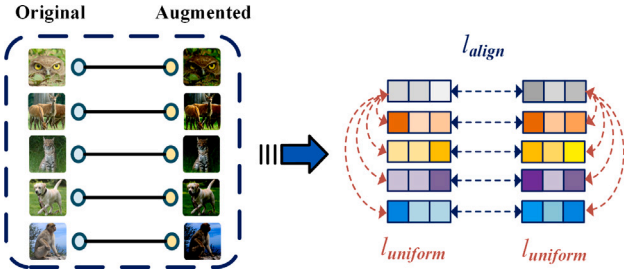 Original
Augmented
l_align
l_uniform
l_uniform